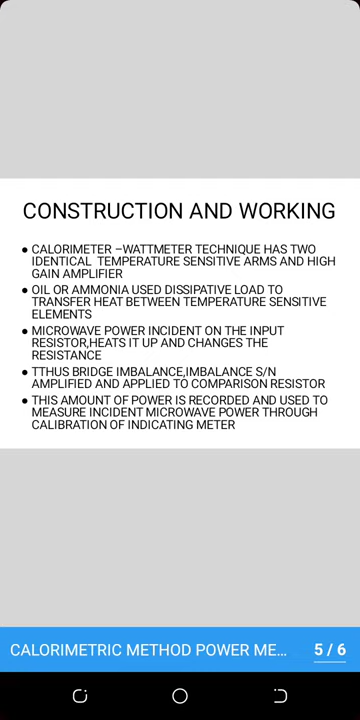 CONSTRUCTION AND WORKING
● CALORIMETER –WATTMETER TECHNIQUE HAS TWO
IDENTICAL TEMPERATURE SENSITIVE ARMS AND HIGH
GAIN AMPLIFIER
● OIL OR AMMONIA USED DISSIPATIVE LOAD TO
TRANSFER HEAT BETWEEN TEMPERATURE SENSITIVE
ELEMENTS
● MICROWAVE POWER INCIDENT ON THE INPUT
RESISTOR,HEATS IT UP AND CHANGES THE
RESISTANCE
● TTHUS BRIDGE IMBALANCE,IMBALANCE S/N
AMPLIFIED AND APPLIED TO COMPARISON RESISTOR
● THIS AMOUNT OF POWER IS RECORDED AND USED TO
MEASURE INCIDENT MICROWAVE POWER THROUGH
CALIBRATION OF INDICATING METER
CALORIMETRIC METHOD POWER ME... 5 / 6